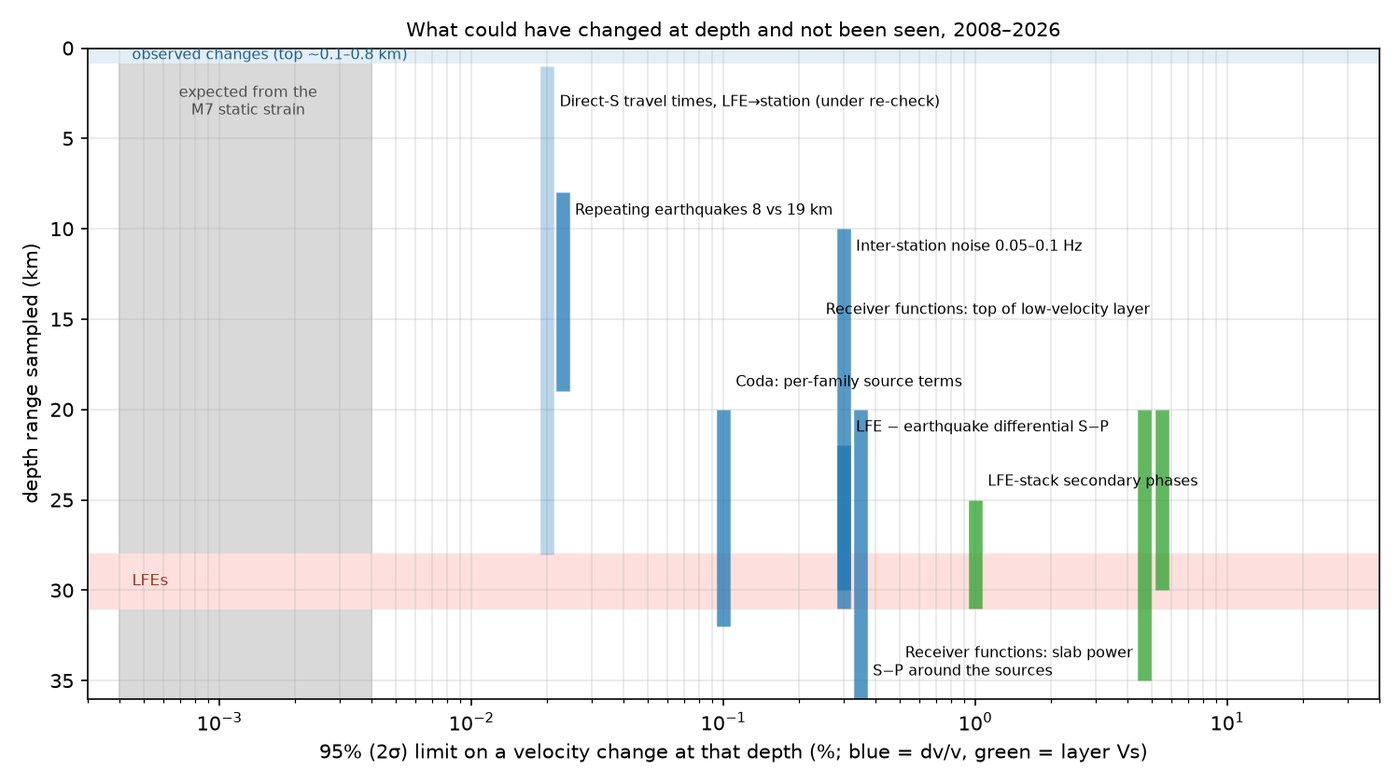 What could have changed at depth and not been seen, 2008–2026
0
observed changes (top ~0.1–0.8 km)
expected from the
M7 static strain
Direct-S travel times, LFE→station (under re-check)
5
Repeating earthquakes 8 vs 19 km
10
Inter-station noise 0.05–0.1 Hz
Receiver functions: top of low-velocity layer
15
Coda: per-family source terms
20
LFE − earthquake differential S−P
LFE-stack secondary phases
25
LFEs
30
Receiver functions: slab power
S−P around the sources
35
depth range sampled (km)
10⁻³ 10⁻² 10⁻¹ 10⁰ 10¹
95% (2σ) limit on a velocity change at that depth (%; blue = dv/v, green = layer Vs)